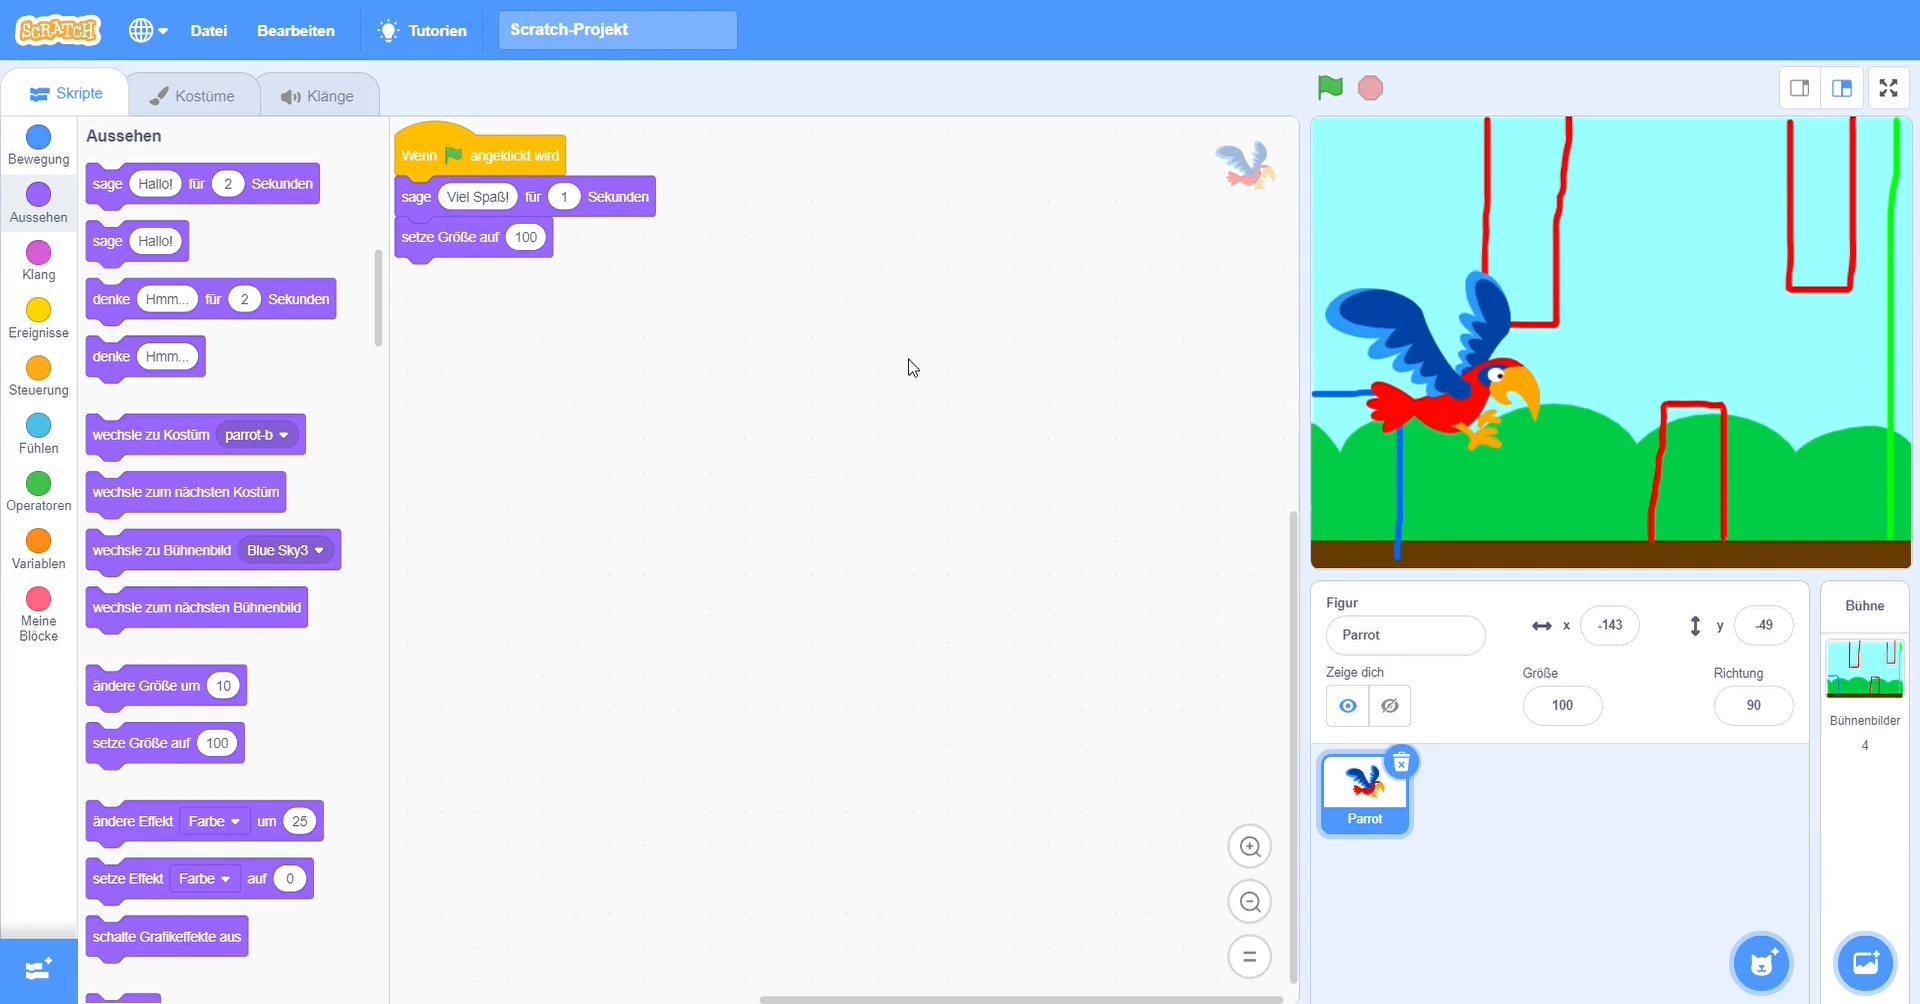 SCRATCH
Datei
Bearbeiten
Tutorien
Scratch-Projekt
Skripte
Kostüme
Klänge
Bewegung
Aussehen
Klang
Ereignisse
Steuerung
Fühlen
Operatoren
Variablen
Meine
Blöcke
Aussehen
sage Hallo! für 2 Sekunden
sage Hallo!
denke Hmm... für 2 Sekunden
denke Hmm...
wechsle zu Kostüm parrot-b
wechsle zum nächsten Kostüm
wechsle zu Bühnenbild Blue Sky3
wechsle zum nächsten Bühnenbild
ändere Größe um 10
setze Größe auf 100
ändere Effekt Farbe um 25
setze Effekt Farbe auf 0
schalte Grafikeffekte aus
Wenn angeklickt wird
sage Viel Spaß! für 1 Sekunden
setze Größe auf 100
Figur
Parrot
x -143
y -49
Zeige dich
Größe
100
Richtung
90
Parrot
Bühne
Bühnenbilder
4